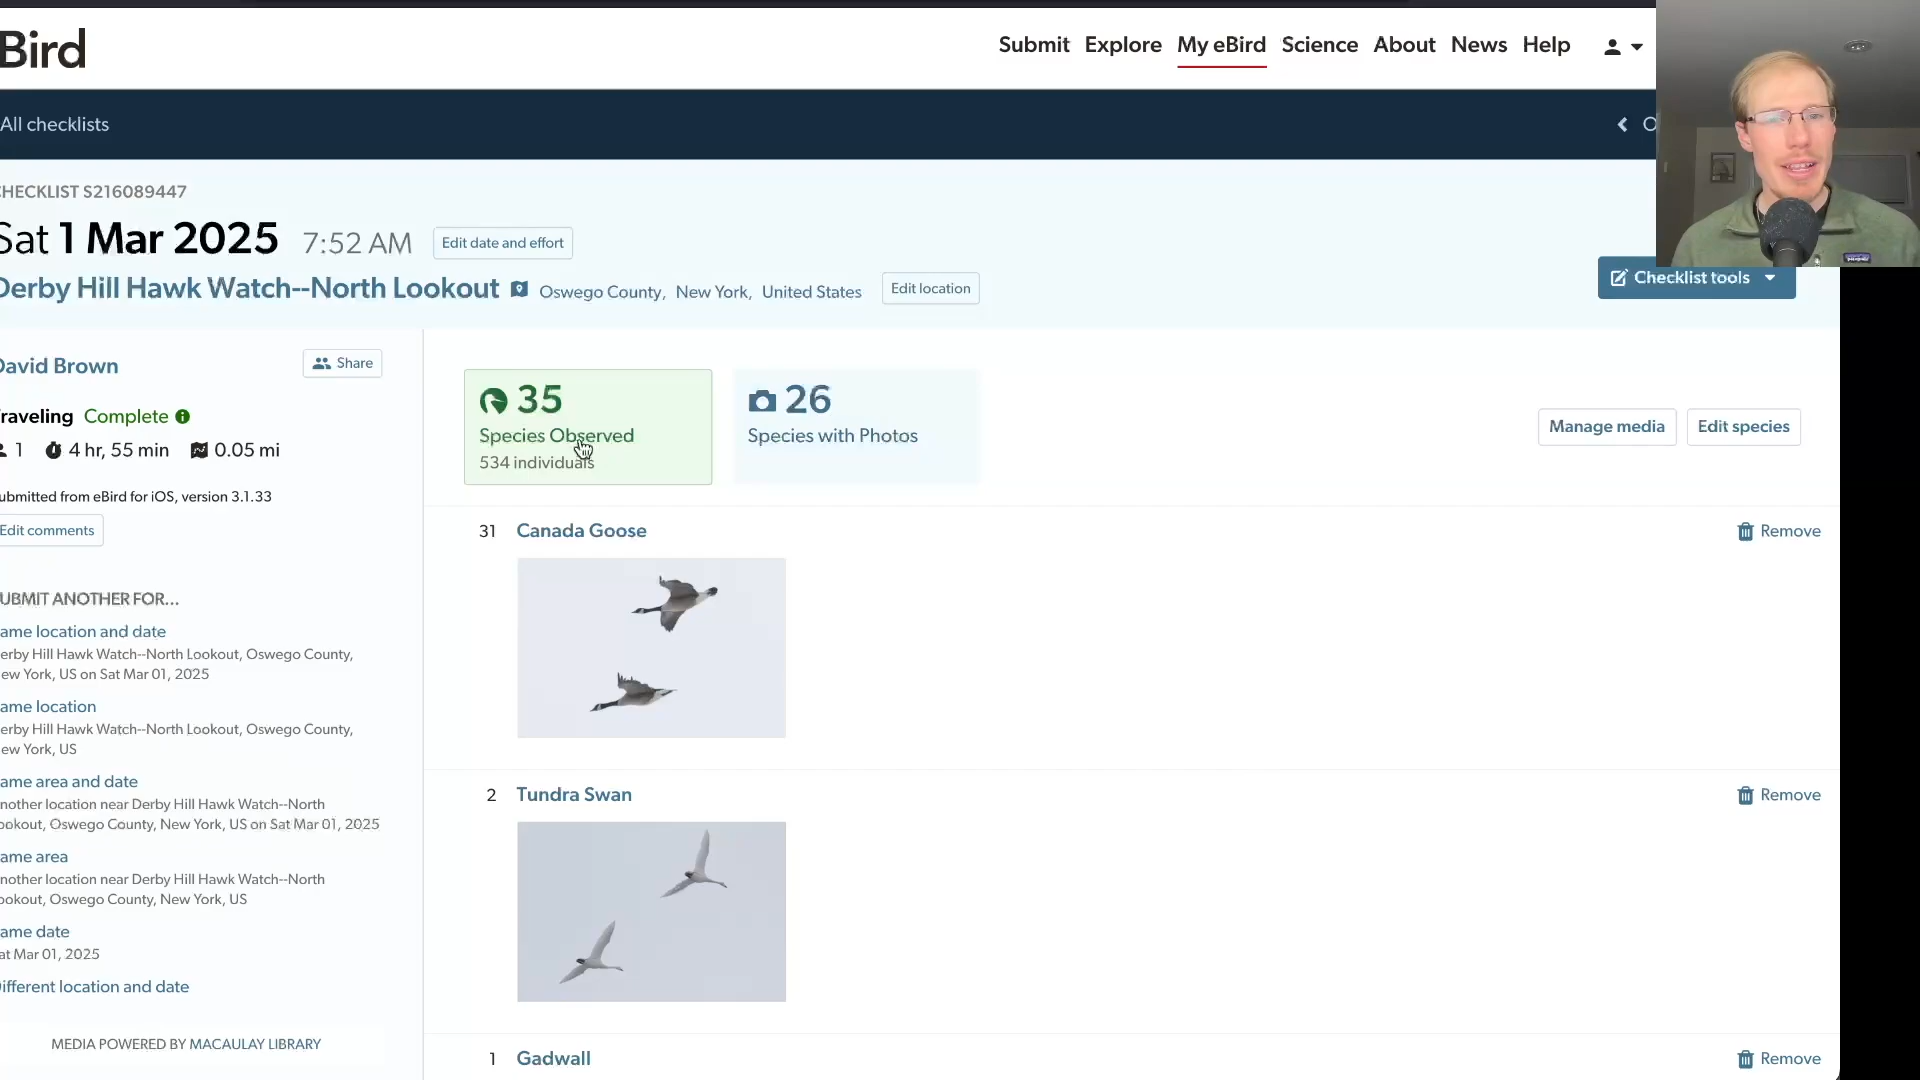 Bird
Submit Explore My eBird Science About News Help
All checklists
HECKLIST S216089447
Sat 1 Mar 2025 7:52 AM Edit date and effort
Derby Hill Hawk Watch--North Lookout Oswego County, New York, United States Edit location
Checklist tools
David Brown Share
raveling Complete
1 4 hr, 55 min 0.05 mi
ubmitted from eBird for iOS, version 3.1.33
Edit comments
UBMIT ANOTHER FOR...
ame location and date
erby Hill Hawk Watch--North Lookout, Oswego County,
ew York, US on Sat Mar 01, 2025
ame location
erby Hill Hawk Watch--North Lookout, Oswego County,
ew York, US
ame area and date
nother location near Derby Hill Hawk Watch--North
ookout, Oswego County, New York, US on Sat Mar 01, 2025
ame area
nother location near Derby Hill Hawk Watch--North
ookout, Oswego County, New York, US
ame date
at Mar 01, 2025
ifferent location and date
MEDIA POWERED BY MACAULAY LIBRARY
35
Species Observed
534 individuals
26
Species with Photos
Manage media Edit species
31 Canada Goose Remove
2 Tundra Swan Remove
1 Gadwall Remove